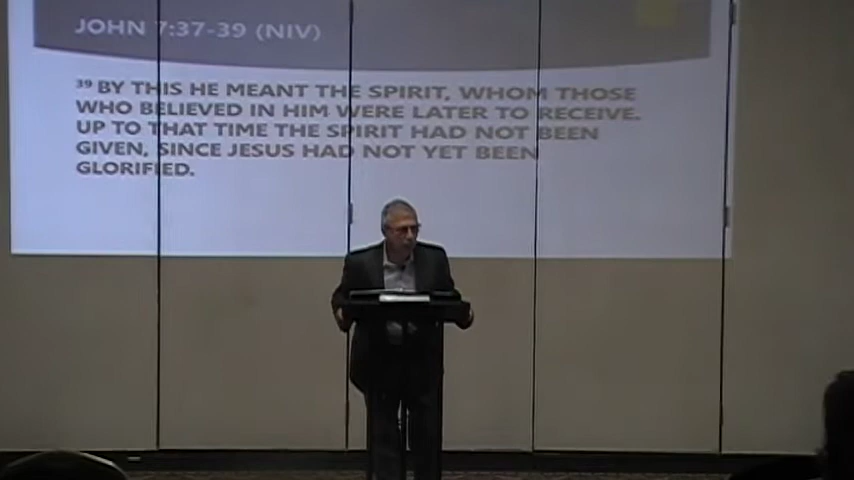 JOHN 7:37-39 (NIV)
39 BY THIS HE MEANT THE SPIRIT, WHOM THOSE
WHO BELIEVED IN HIM WERE LATER TO RECEIVE.
UP TO THAT TIME THE SPIRIT HAD NOT BEEN
GIVEN, SINCE JESUS HAD NOT YET BEEN
GLORIFIED.